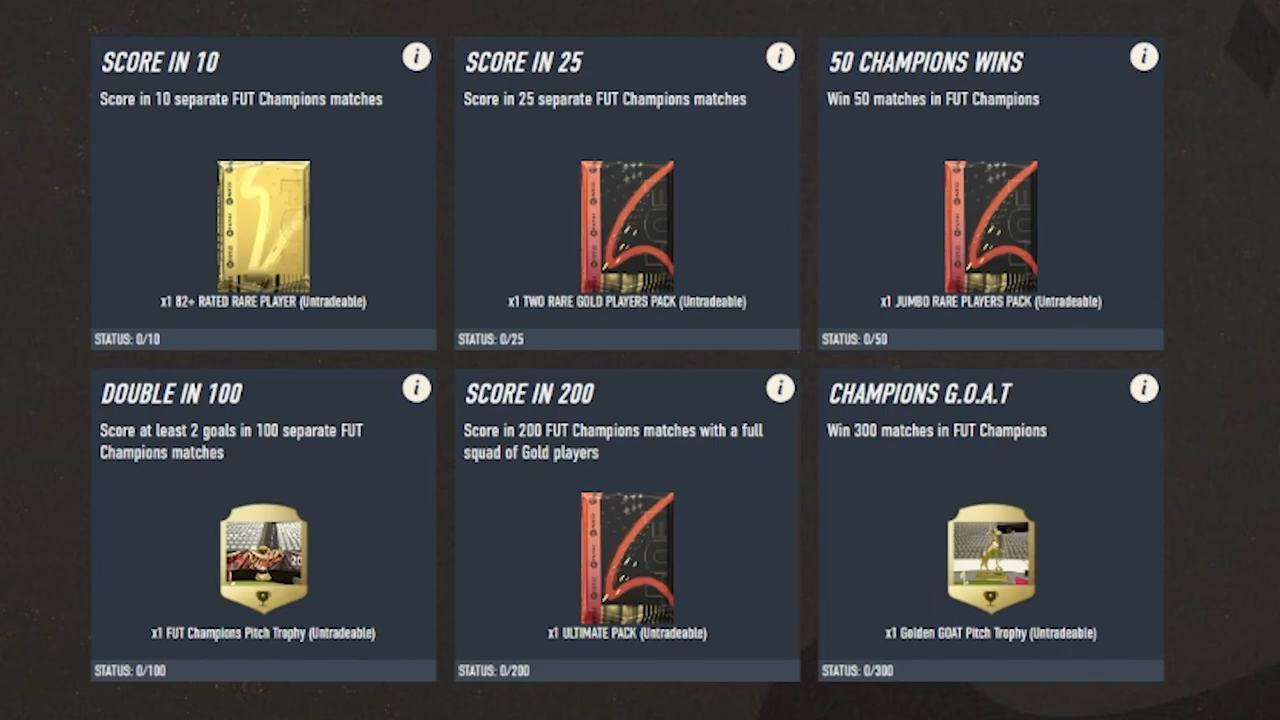 SCORE IN 10
Score in 10 separate FUT Champions matches
x1 82+ RATED RARE PLAYER (Untradeable)
STATUS: 0/10
SCORE IN 25
Score in 25 separate FUT Champions matches
x1 TWO RARE GOLD PLAYERS PACK (Untradeable)
STATUS: 0/25
50 CHAMPIONS WINS
Win 50 matches in FUT Champions
x1 JUMBO RARE PLAYERS PACK (Untradeable)
STATUS: 0/50
DOUBLE IN 100
Score at least 2 goals in 100 separate FUT
Champions matches
x1 FUT Champions Pitch Trophy (Untradeable)
STATUS: 0/100
SCORE IN 200
Score in 200 FUT Champions matches with a full
squad of Gold players
x1 ULTIMATE PACK (Untradeable)
STATUS: 0/200
CHAMPIONS G.O.A.T
Win 300 matches in FUT Champions
x1 Golden GOAT Pitch Trophy (Untradeable)
STATUS: 0/300